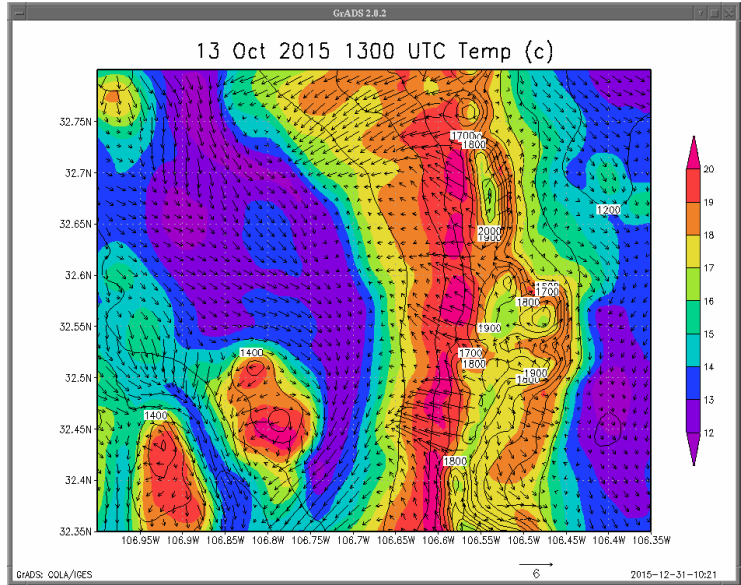 GrADS 2.0.2
13 Oct 2015 1300 UTC Temp (c)
32.75N
32.7N
32.65N
32.6N
32.55N
32.5N
32.45N
32.4N
32.35N
1700
1800
1200
2000
1900
1700
1800
1900
1700
1800
1400
1900
1800
1400
1800
20
19
18
17
16
15
14
13
12
106.95W 106.9W 106.85W 106.8W 106.75W 106.7W 106.65W 106.6W 106.55W 106.5W 106.45W 106.4W 106.35W
GrADS: COLA/IGES
6
2015-12-31-10:21